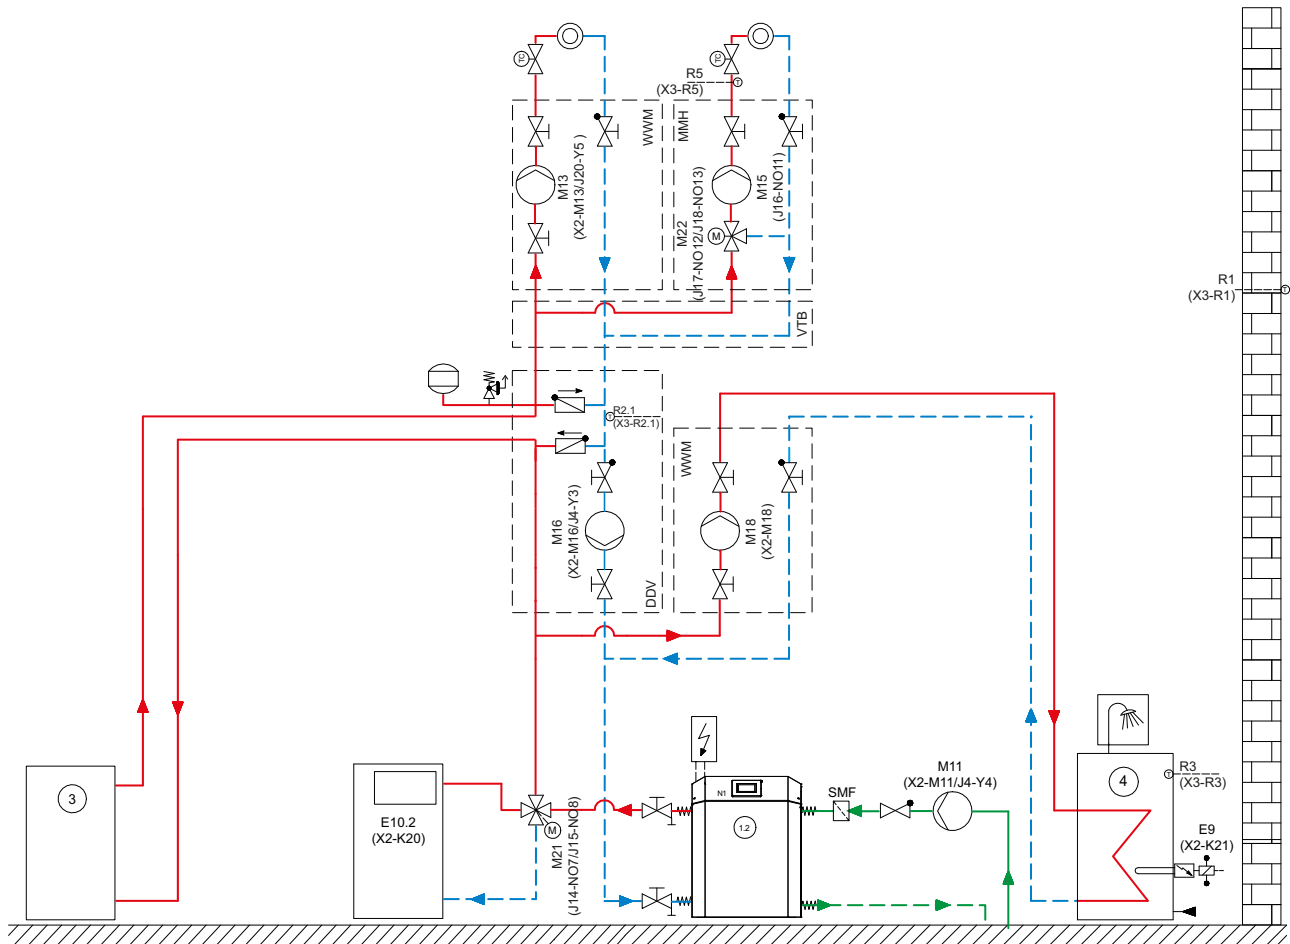 TC
TC
R5
(X3-R5)
T
WWM
MMH
M13
(X2-M13/J20-Y5 )
M15
(J16-NO11)
M22
(J17-NO12/J18-NO13)
M
R1
(X3-R1)
T
VTB
R2.1
(X3-R2.1)
T
WWM
M16
(X2-M16/J4-Y3)
M18
(X2-M18)
DDV
3
E10.2
(X2-K20)
M
M21
(J14-NO7/J15-NO8)
N1
1.2
SMF
M11
(X2-M11/J4-Y4)
4
T
R3
(X3-R3)
E9
(X2-K21)